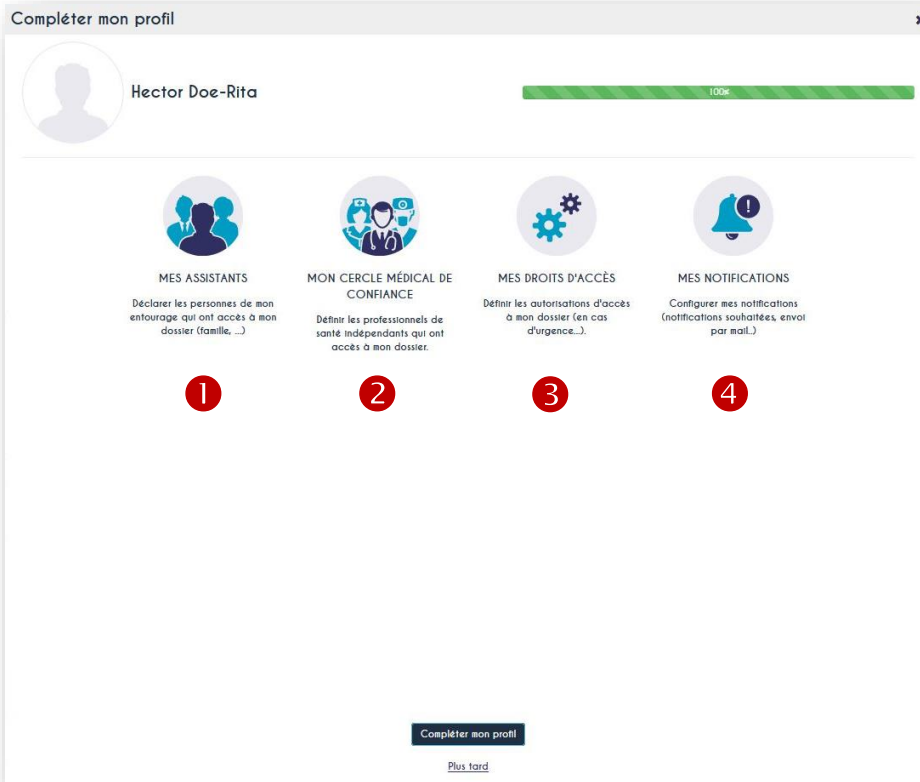 Compléter mon profil
x
Hector Doe-Rita
100%
!
MES ASSISTANTS
Déclarer les personnes de mon
entourage qui ont accès à mon
dossier (famille, ...)
1
MON CERCLE MÉDICAL DE
CONFIANCE
Définir les professionnels de
santé indépendants qui ont
accès à mon dossier.
2
MES DROITS D'ACCÈS
Définir les autorisations d'accès
à mon dossier (en cas
d'urgence...).
3
MES NOTIFICATIONS
Configurer mes notifications
(notifications souhaitées, envoi
par mail..)
4
Compléter mon profil
Plus tard